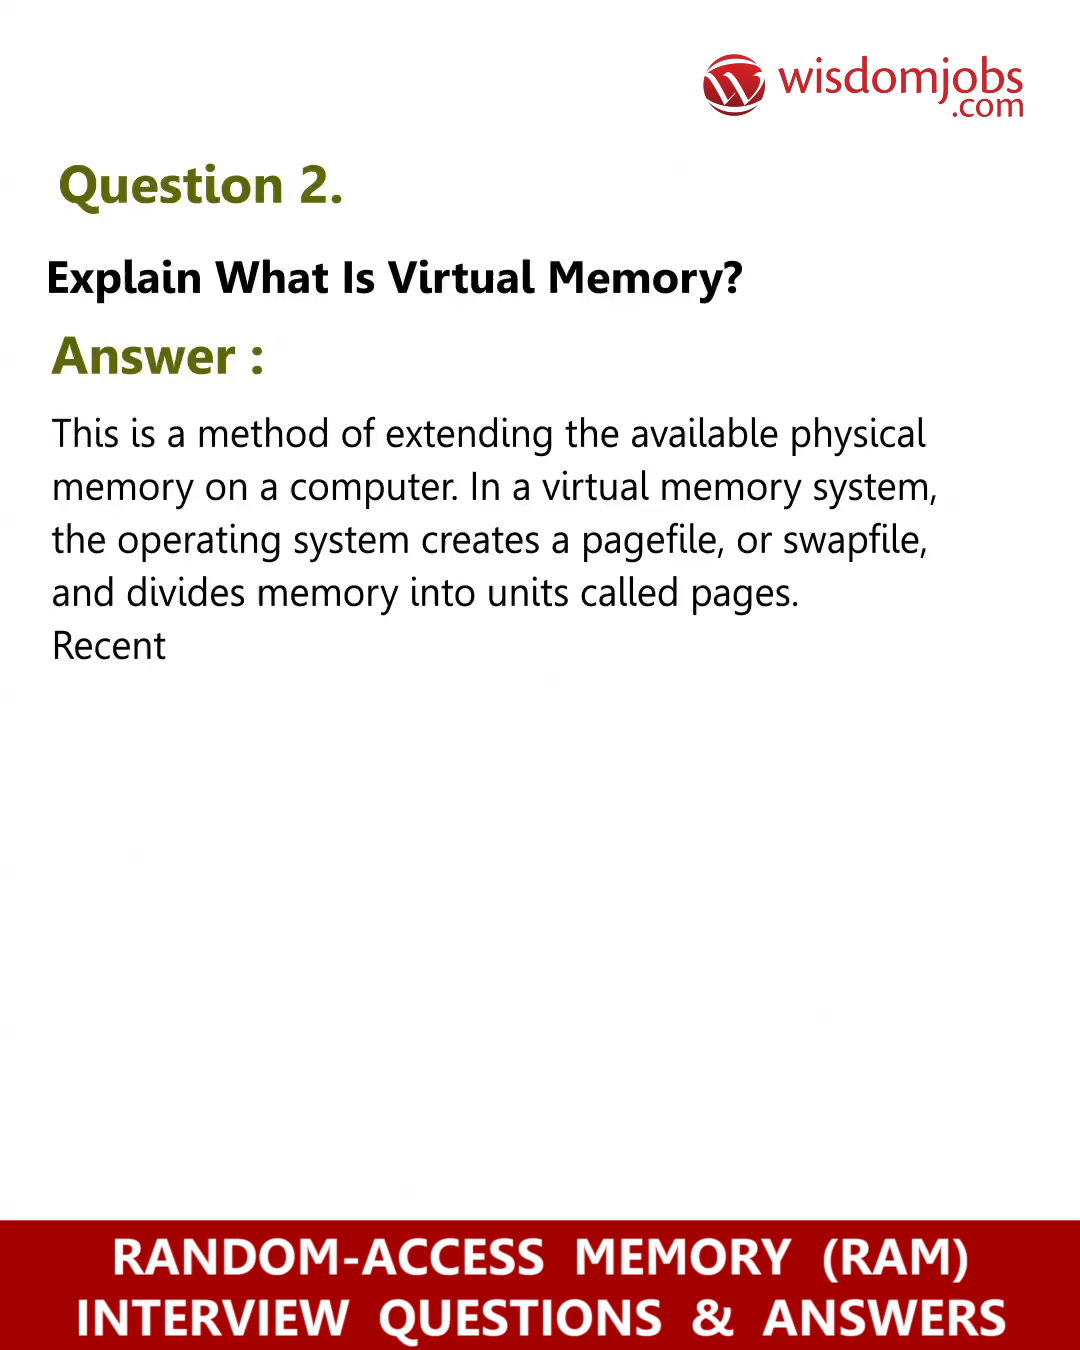 wisdomjobs
.com
Question 2.
Explain What Is Virtual Memory?
Answer :
This is a method of extending the available physical
memory on a computer. In a virtual memory system,
the operating system creates a pagefile, or swapfile,
and divides memory into units called pages.
Recent
RANDOM-ACCESS MEMORY (RAM)
INTERVIEW QUESTIONS & ANSWERS